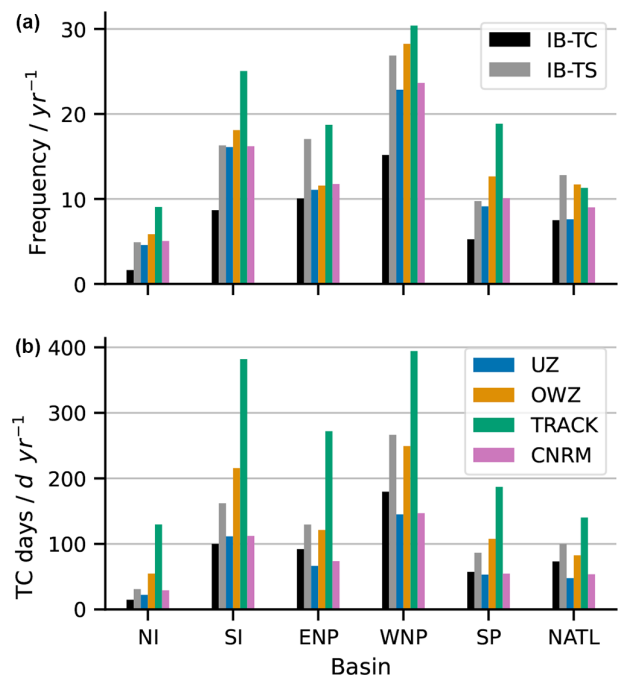 (a)
30
20
10
0
Frequency / yr⁻¹
IB-TC
IB-TS
(b)
400
300
200
100
0
TC days / d yr⁻¹
UZ
OWZ
TRACK
CNRM
NI SI ENP WNP SP NATL
Basin